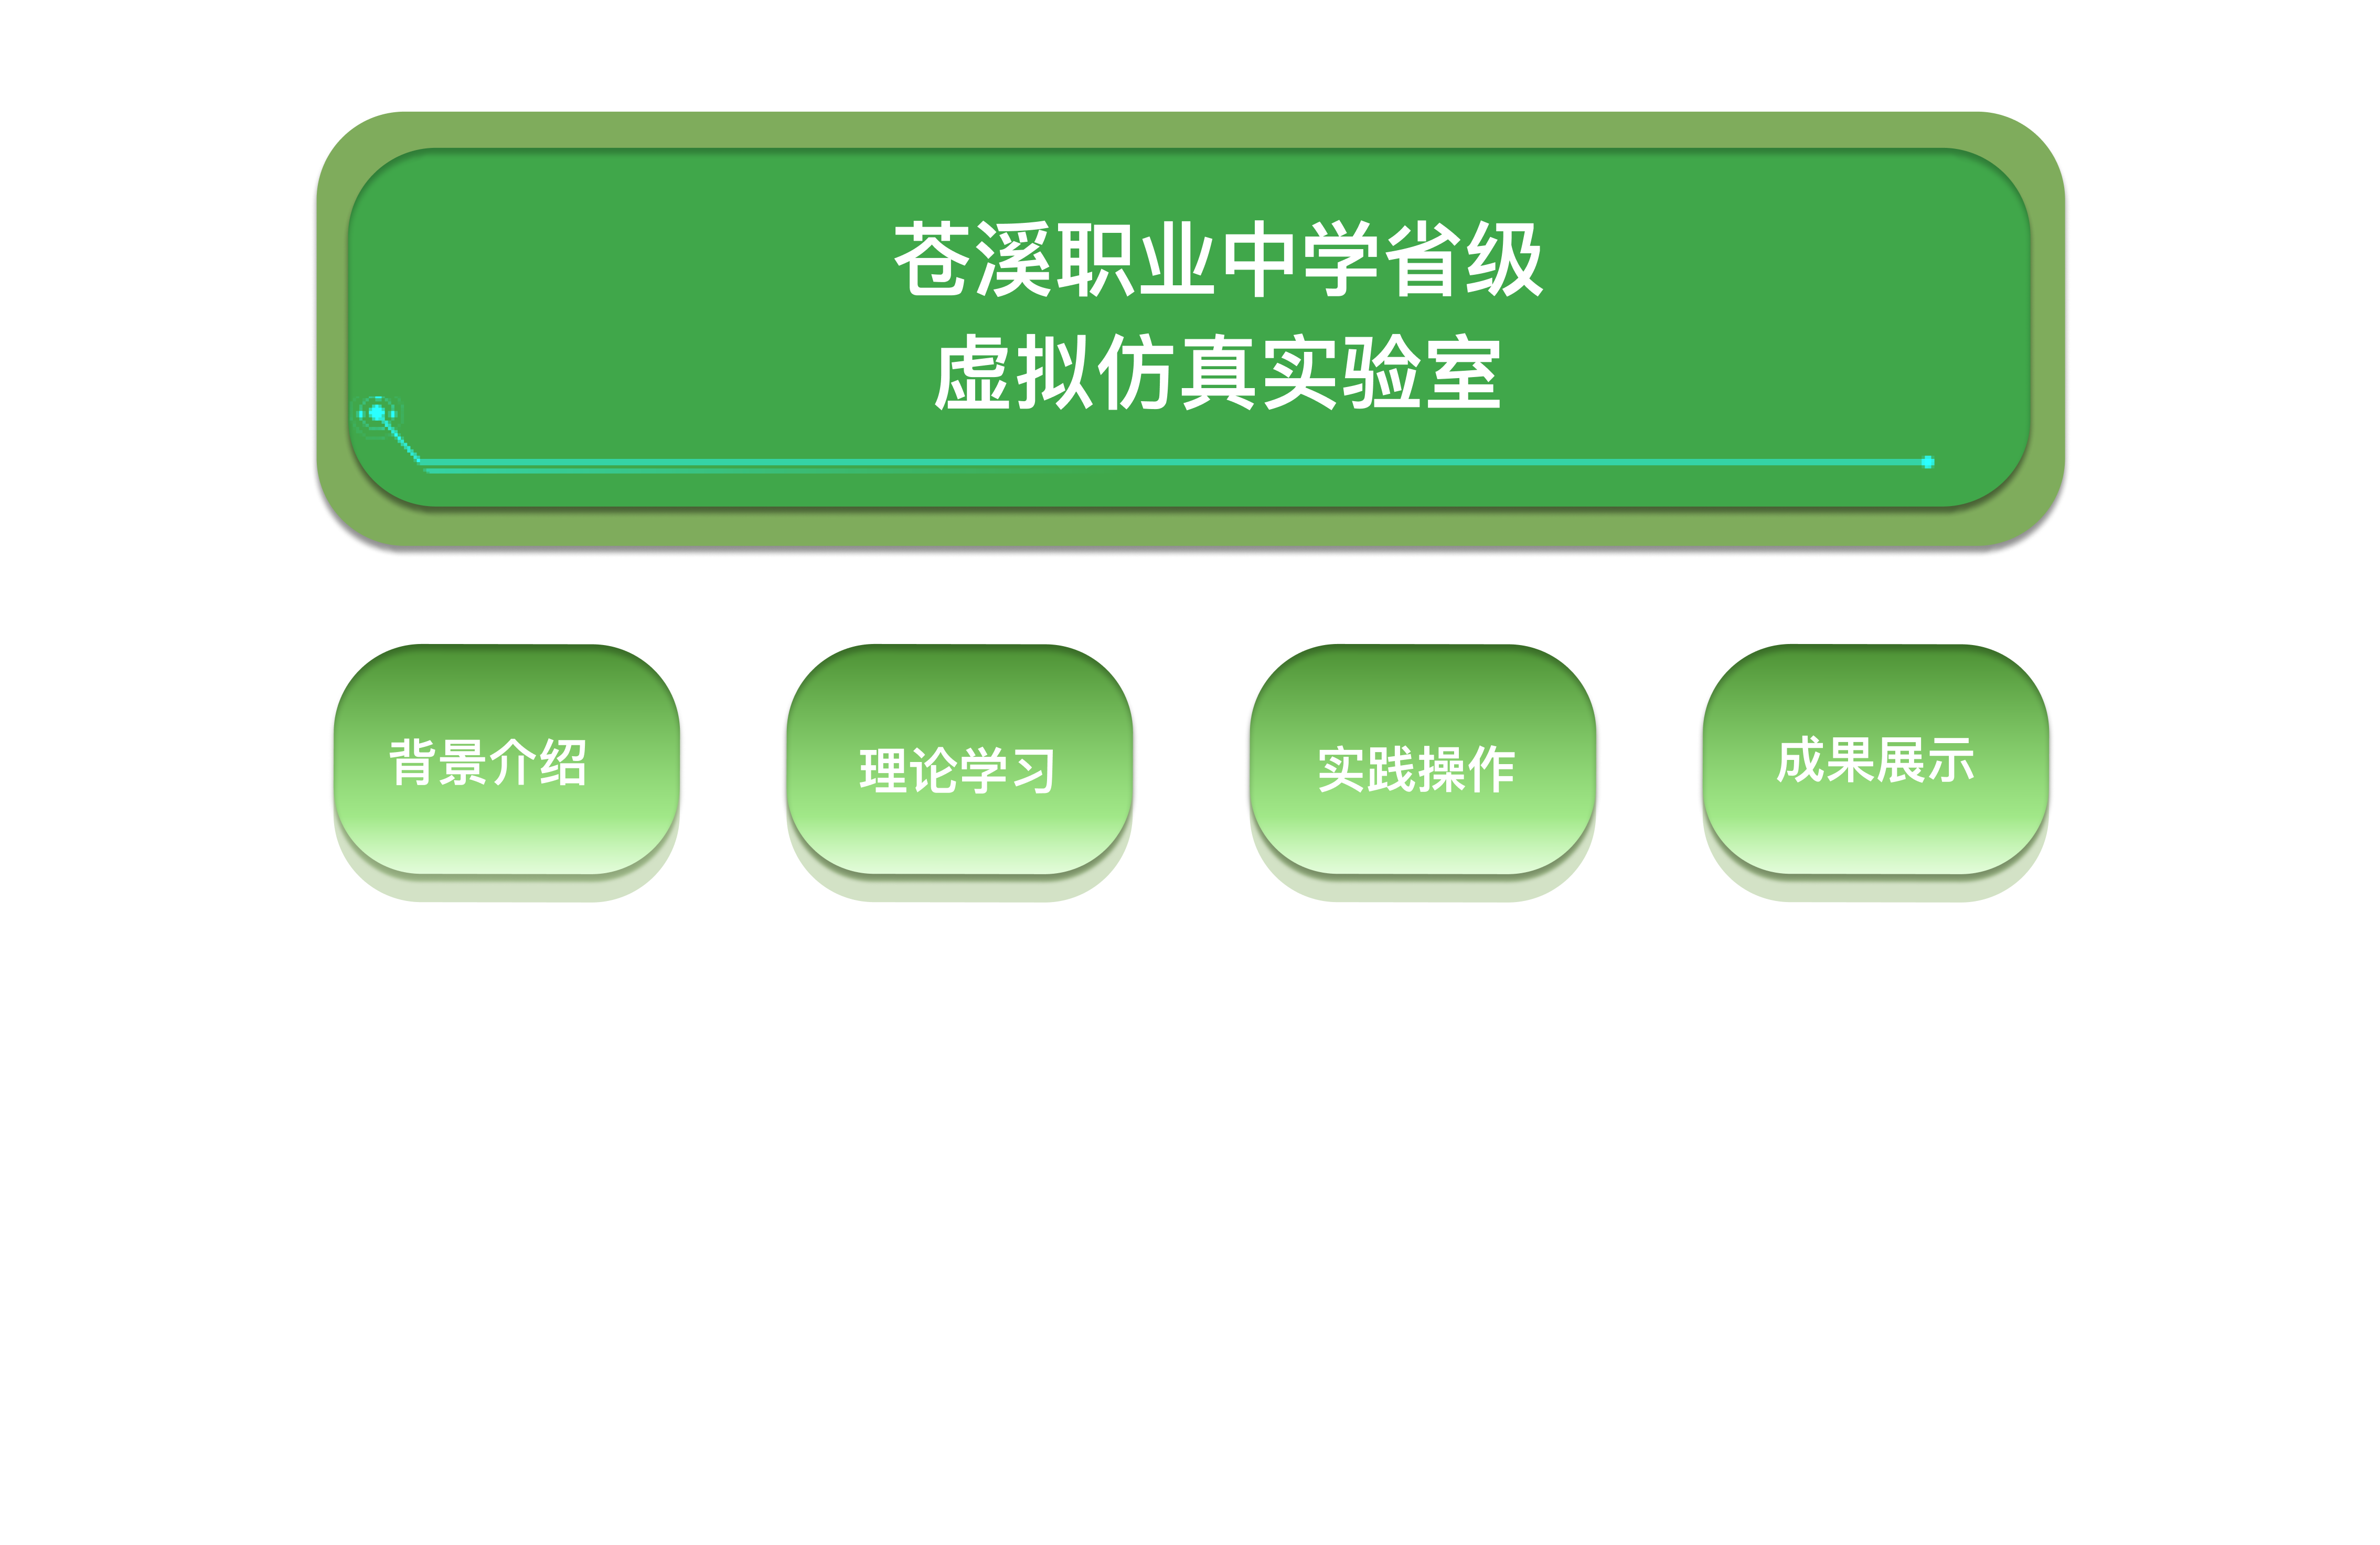 苍溪职业中学省级
虚拟仿真实验室
背景介绍
理论学习
实践操作
成果展示